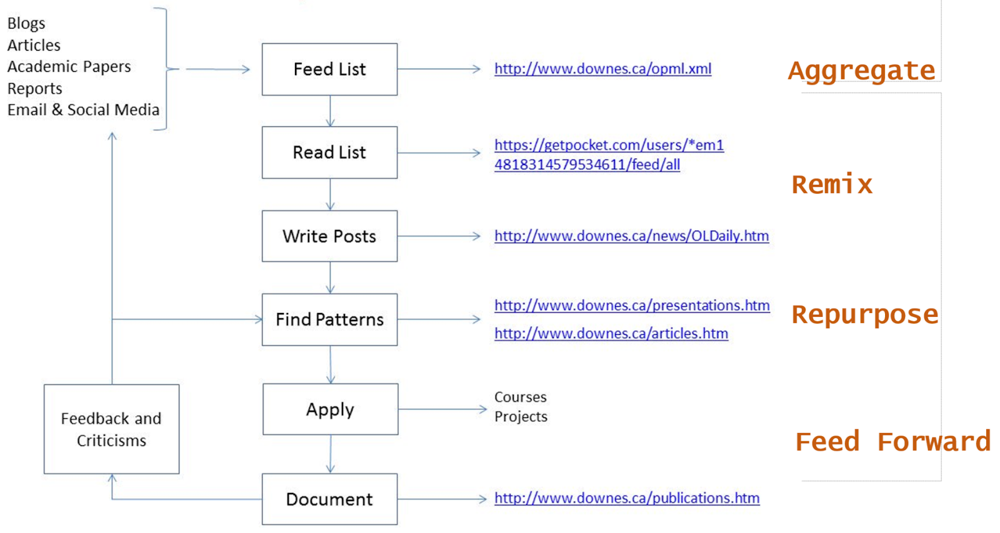 Blogs
Articles
Academic Papers
Reports
Email & Social Media
Feed List
http://www.downes.ca/opml.xml
Aggregate
Read List
https://getpocket.com/users/*em1
4818314579534611/feed/all
Remix
Write Posts
http://www.downes.ca/news/OLDaily.htm
Find Patterns
http://www.downes.ca/presentations.htm
http://www.downes.ca/articles.htm
Repurpose
Feedback and
Criticisms
Apply
Courses
Projects
Feed Forward
Document
http://www.downes.ca/publications.htm